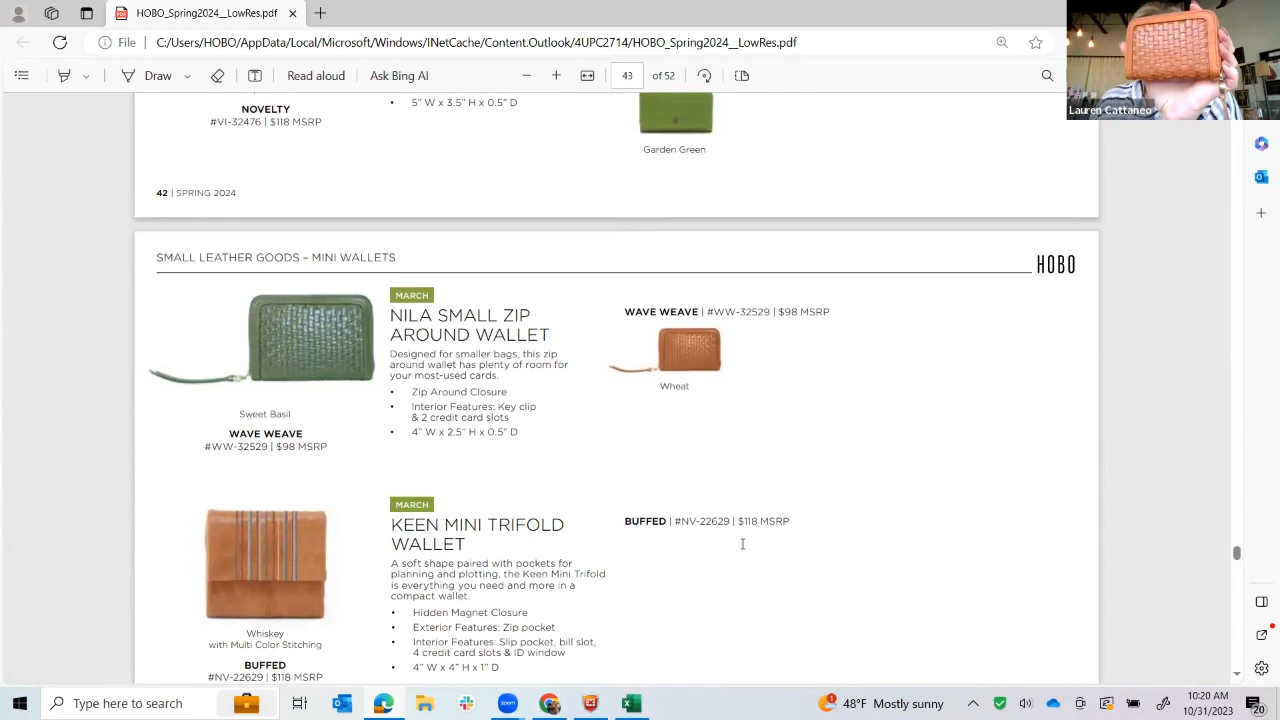 HOBO_Spring2024__LowRes.pdf
File
C:/Users/HOBO/AppData/Local/Microsoft/Windows/INetCache/Content.Outlook/4UPC2714/HOBO_Spring2024__LowRes.pdf
Draw
Read aloud
Ask Bing AI
43 of 52
Lauren Cattaneo
NOVELTY
#VI-32476 | $118 MSRP
• 5" W x 3.5" H x 0.5" D
Garden Green
42 | SPRING 2024
SMALL LEATHER GOODS – MINI WALLETS
HOBO
Sweet Basil
WAVE WEAVE
#WW-32529 | $98 MSRP
MARCH
NILA SMALL ZIP
AROUND WALLET
Designed for smaller bags, this zip
around wallet has plenty of room for
your most-used cards.
• Zip Around Closure
• Interior Features: Key clip
& 2 credit card slots
• 4" W x 2.5" H x 0.5" D
WAVE WEAVE | #WW-32529 | $98 MSRP
Wheat
Whiskey
with Multi Color Stitching
BUFFED
#NV-22629 | $118 MSRP
MARCH
KEEN MINI TRIFOLD
WALLET
A soft shape paired with pockets for
planning and plotting, the Keen Mini Trifold
is everything you need and more in a
compact wallet.
• Hidden Magnet Closure
• Exterior Features: Zip pocket
• Interior Features: Slip pocket, bill slot,
4 credit card slots & ID window
• 4" W x 4" H x 1" D
BUFFED | #NV-22629 | $118 MSRP
Type here to search
zoom
48°F Mostly sunny
10:20 AM
10/31/2023
20